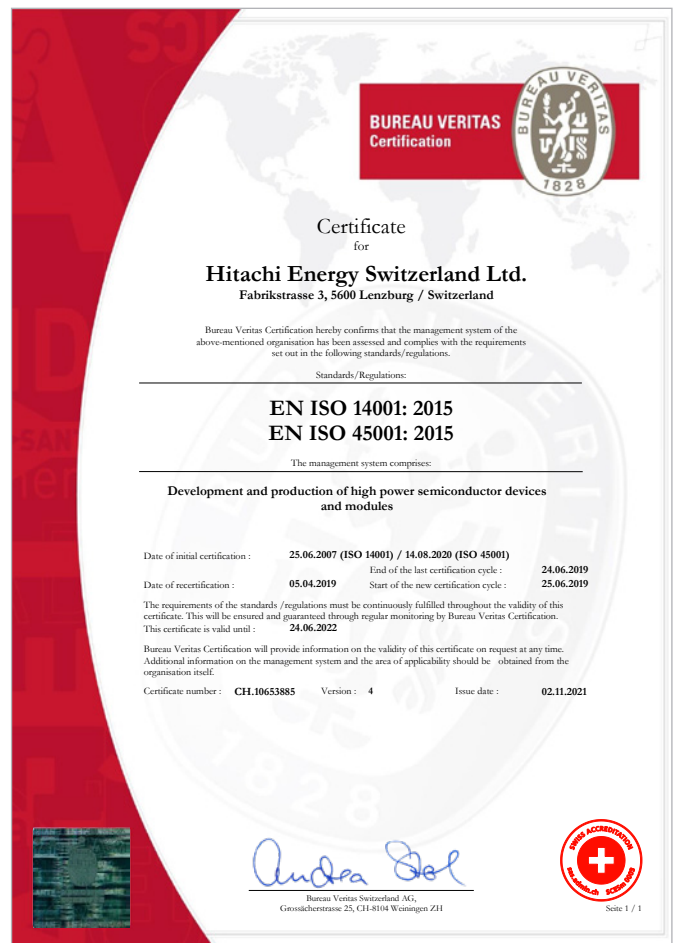 BUREAU VERITAS
Certification
BUREAU VERITAS
1828
Certificate
for
Hitachi Energy Switzerland Ltd.
Fabrikstrasse 3, 5600 Lenzburg / Switzerland
Bureau Veritas Certification hereby confirms that the management system of the
above-mentioned organisation has been assessed and complies with the requirements
set out in the following standards/regulations.
Standards/Regulations:
EN ISO 14001: 2015
EN ISO 45001: 2015
The management system comprises:
Development and production of high power semiconductor devices
and modules
Date of initial certification : 25.06.2007 (ISO 14001) / 14.08.2020 (ISO 45001)
End of the last certification cycle : 24.06.2019
Date of recertification : 05.04.2019 Start of the new certification cycle : 25.06.2019
The requirements of the standards /regulations must be continuously fulfilled throughout the validity of this
certificate. This will be ensured and guaranteed through regular monitoring by Bureau Veritas Certification.
This certificate is valid until : 24.06.2022
Bureau Veritas Certification will provide information on the validity of this certificate on request at any time.
Additional information on the management system and the area of applicability should be obtained from the
organisation itself.
Certificate number : CH.10653885 Version : 4 Issue date : 02.11.2021
Andrea Stol
Bureau Veritas Switzerland AG,
Grossächerstrasse 25, CH-8104 Weiningen ZH
SWISS ACCREDITATION
sas.admin.ch SCESm 0003
Seite 1 / 1